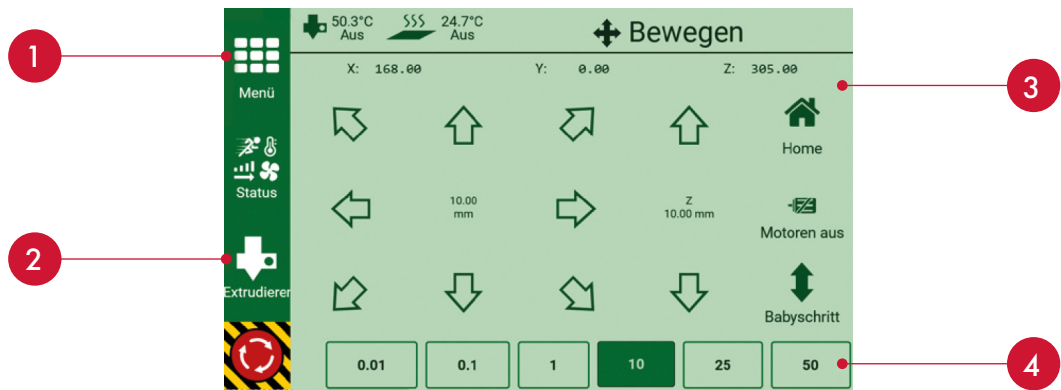 50.3°C
Aus
24.7°C
Aus
Bewegen
1
Menü
X: 168.00 Y: 0.00 Z: 305.00
3
Home
Status
10.00
mm
Z
10.00 mm
Motoren aus
2
Extrudieren
Babyschritt
0.01 0.1 1 10 25 50
4